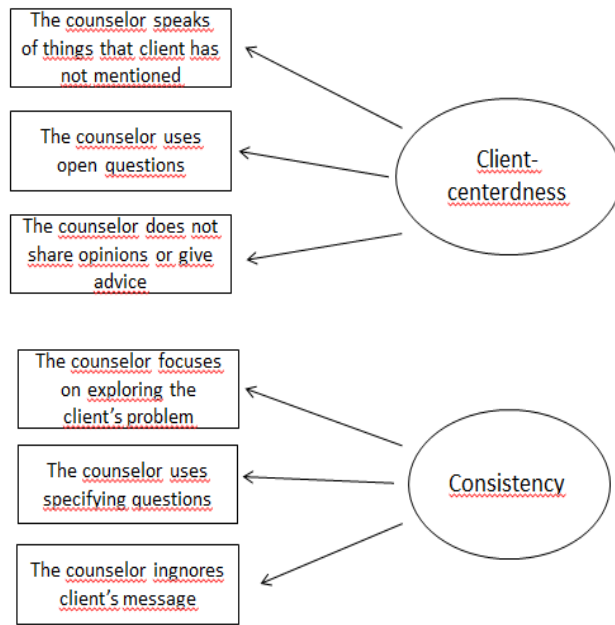 The counselor speaks
of things that client has
not mentioned
The counselor uses
open questions
The counselor does not
share opinions or give
advice
Client-
centerdness
The counselor focuses
on exploring the
client's problem
The counselor uses
specifying questions
The counselor ingnores
client's message
Consistency